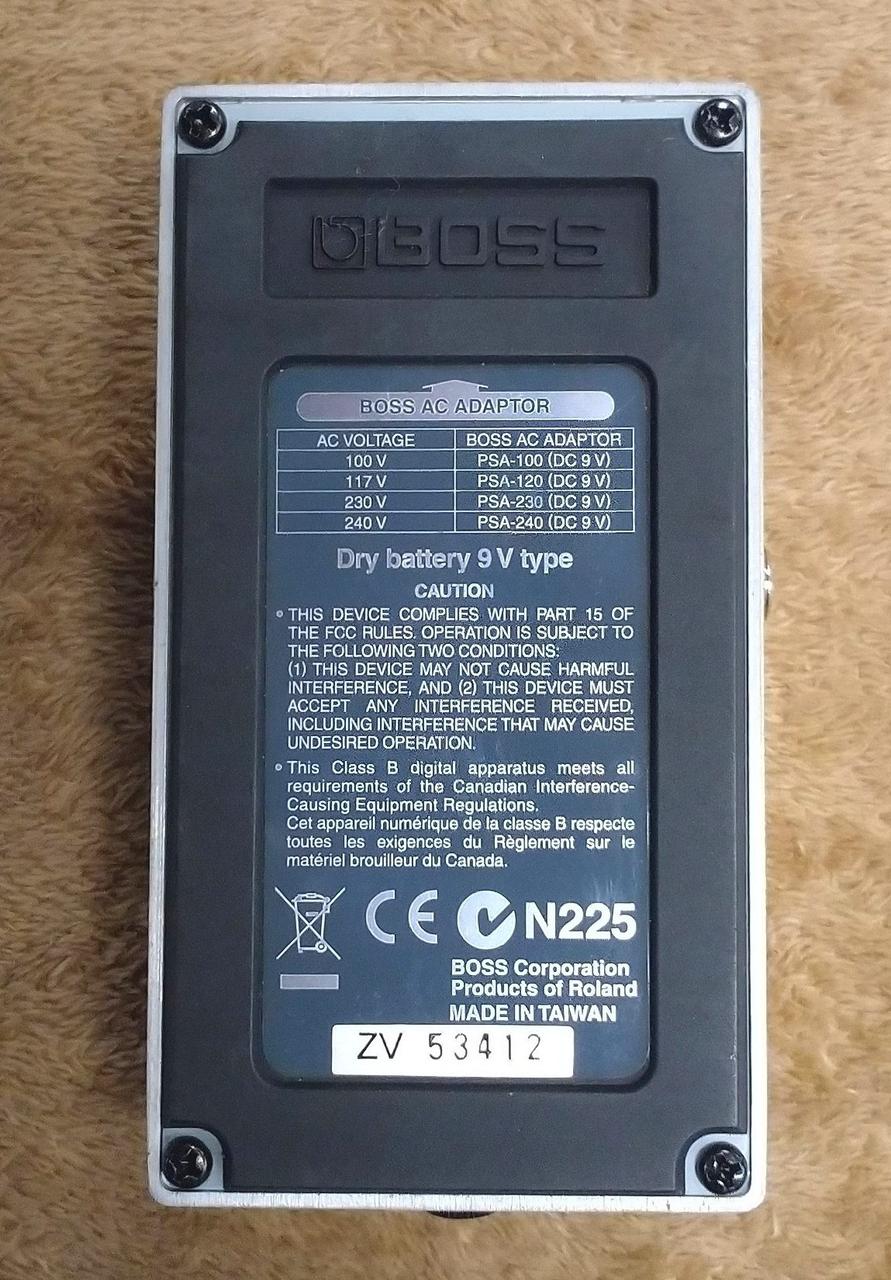 BOSS
BOSS AC ADAPTOR
AC VOLTAGE BOSS AC ADAPTOR
100 V PSA-100 (DC 9 V)
117 V PSA-120 (DC 9 V)
230 V PSA-230 (DC 9 V)
240 V PSA-240 (DC 9 V)
Dry battery 9 V type
CAUTION
THIS DEVICE COMPLIES WITH PART 15 OF
THE FCC RULES. OPERATION IS SUBJECT TO
THE FOLLOWING TWO CONDITIONS:
(1) THIS DEVICE MAY NOT CAUSE HARMFUL
INTERFERENCE, AND (2) THIS DEVICE MUST
ACCEPT ANY INTERFERENCE RECEIVED,
INCLUDING INTERFERENCE THAT MAY CAUSE
UNDESIRED OPERATION.
This Class B digital apparatus meets all
requirements of the Canadian Interference-
Causing Equipment Regulations.
Cet appareil numérique de la classe B respecte
toutes les exigences du Règlement sur le
matériel brouilleur du Canada.
CE N225
BOSS Corporation
Products of Roland
MADE IN TAIWAN
ZV 53412